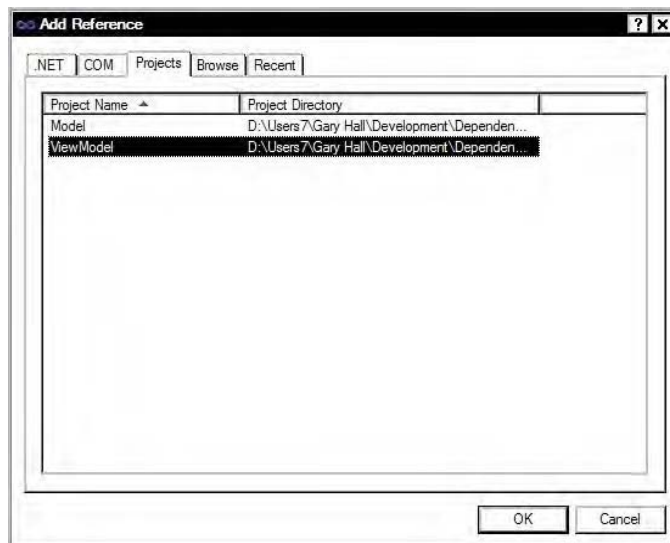 Add Reference
.NET COM Projects Browse Recent
Project Name Project Directory
Model D:\Users7\Gary Hall\Development\Dependen...
ViewModel D:\Users7\Gary Hall\Development\Dependen...
OK Cancel